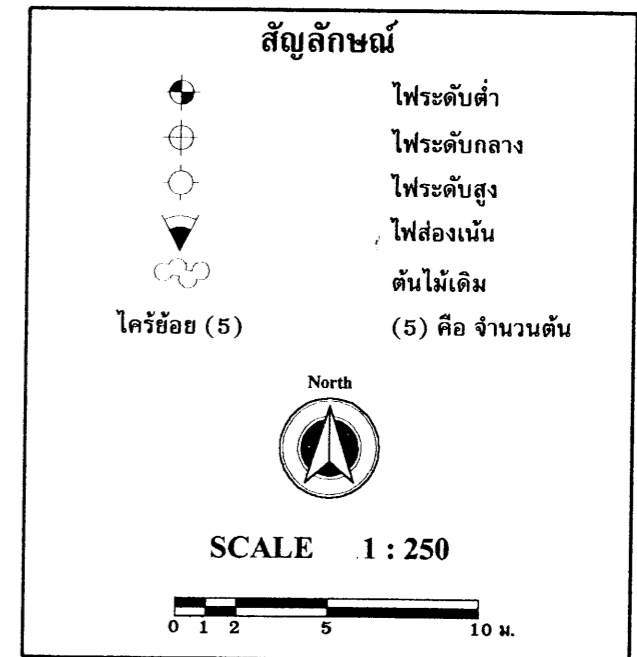 สัญลักษณ์
ไฟระดับต่ำ
ไฟระดับกลาง
ไฟระดับสูง
ไฟส่องเน้น
ต้นไม้เดิม
ไคร้ย้อย (5) (5) คือ จำนวนต้น
North
SCALE 1 : 250
0 1 2 5 10 ม.